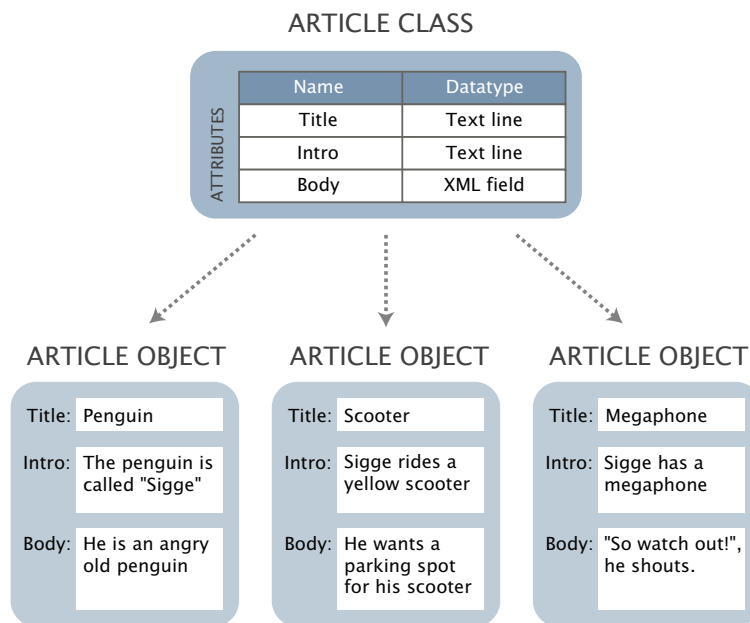 ARTICLE CLASS
ATTRIBUTES
Name Datatype
Title Text line
Intro Text line
Body XML field
ARTICLE OBJECT
Title: Penguin
Intro: The penguin is
called "Sigge"
Body: He is an angry
old penguin
ARTICLE OBJECT
Title: Scooter
Intro: Sigge rides a
yellow scooter
Body: He wants a
parking spot
for his scooter
ARTICLE OBJECT
Title: Megaphone
Intro: Sigge has a
megaphone
Body: "So watch out!",
he shouts.